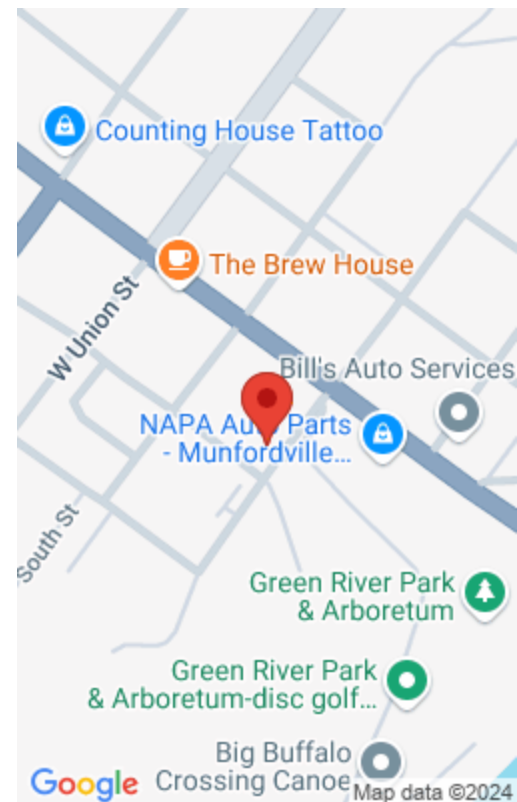 Counting House Tattoo
The Brew House
W Union St
Bill's Auto Services
NAPA Auto Parts
- Munfordville...
South St
Green River Park
& Arboretum
Green River Park
& Arboretum-disc golf...
Big Buffalo
Crossing Canoe
Google
Map data ©2024